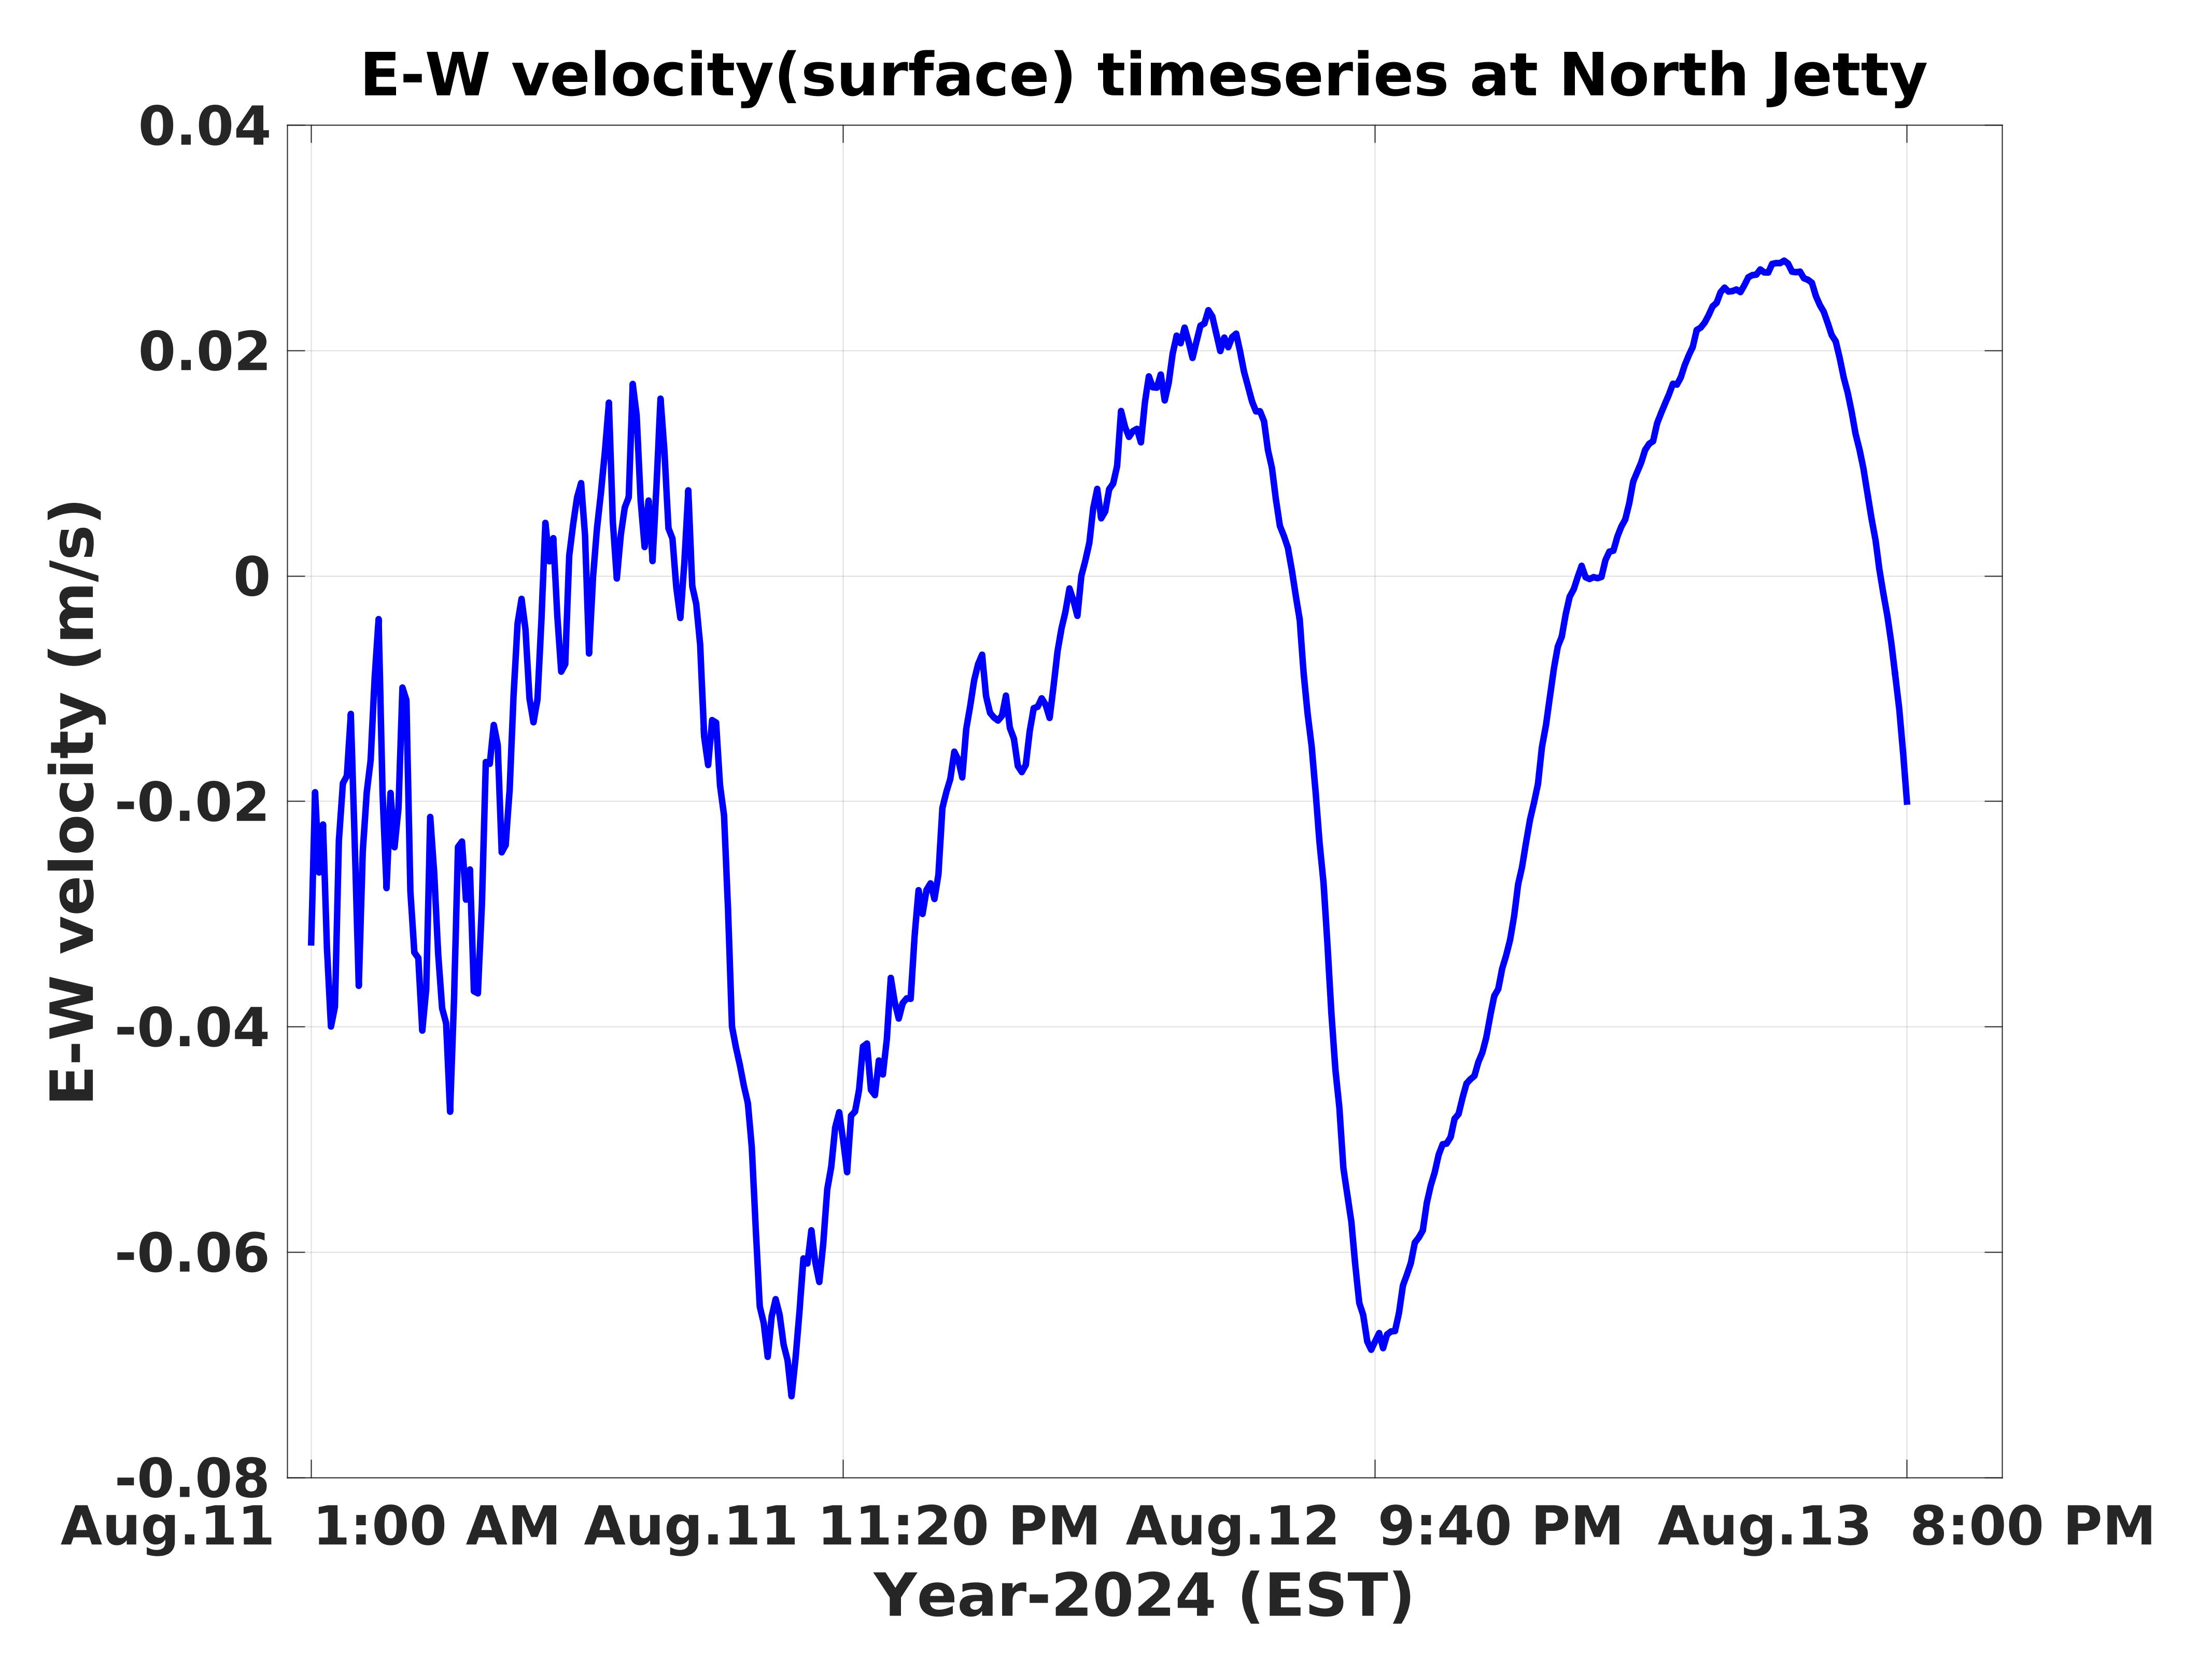 E-W velocity(surface) timeseries at North Jetty
E-W velocity (m/s)
0.04
0.02
0
-0.02
-0.04
-0.06
-0.08
Aug.11 1:00 AM
Aug.11 11:20 PM
Aug.12 9:40 PM
Aug.13 8:00 PM
Year-2024 (EST)